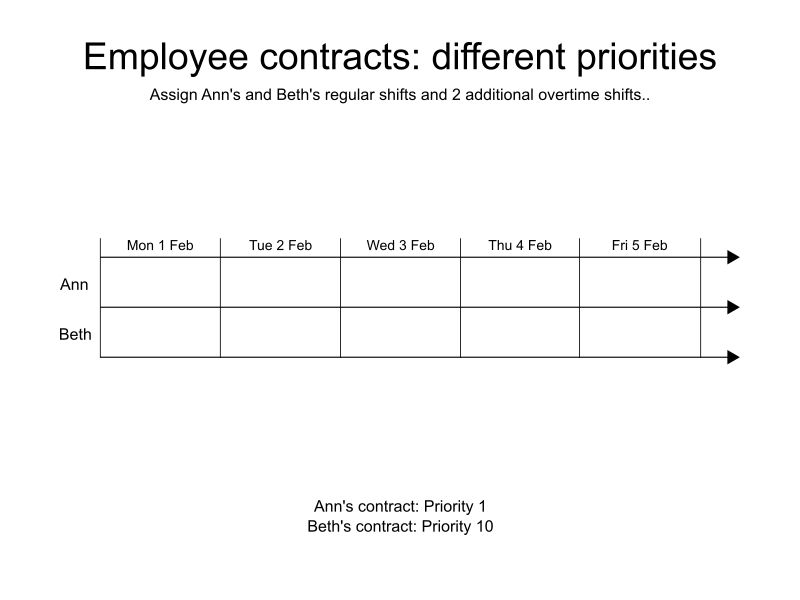 Employee contracts: different priorities
Assign Ann's and Beth's regular shifts and 2 additional overtime shifts..
Mon 1 Feb Tue 2 Feb Wed 3 Feb Thu 4 Feb Fri 5 Feb
Ann
Beth
Ann's contract: Priority 1
Beth's contract: Priority 10